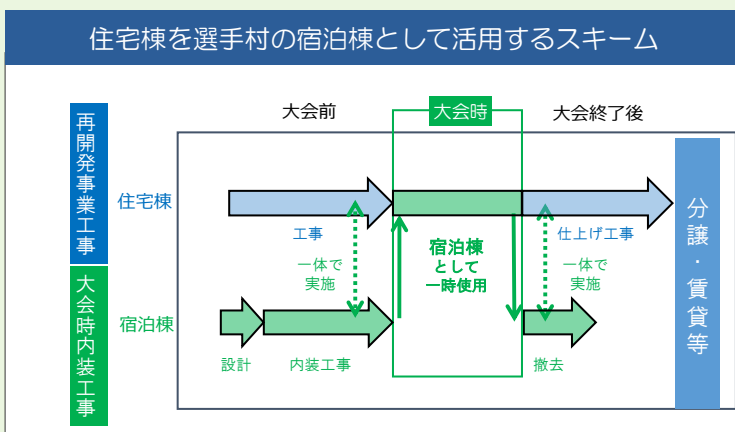 住宅棟を選手村の宿泊棟として活用するスキーム
大会前
大会時
大会終了後
再開発事業工事
住宅棟
工事
仕上げ工事
一体で
実施
宿泊棟
として
一時使用
一体で
実施
大会時内装工事
宿泊棟
設計
内装工事
撤去
分譲・賃貸等